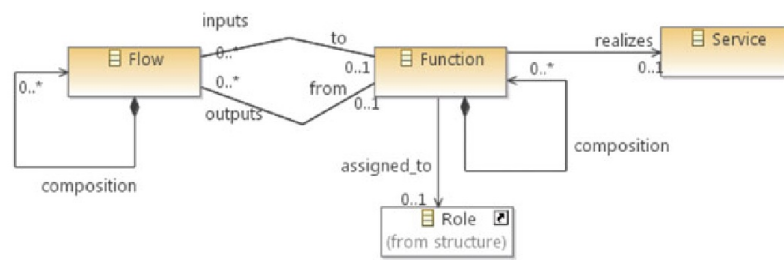 inputs
0..*
to
0..1
realizes
0..1
Service
Flow
Function
0..*
0..*
from
0..1
outputs
0..*
composition
assigned_to
composition
0..1
Role
(from structure)